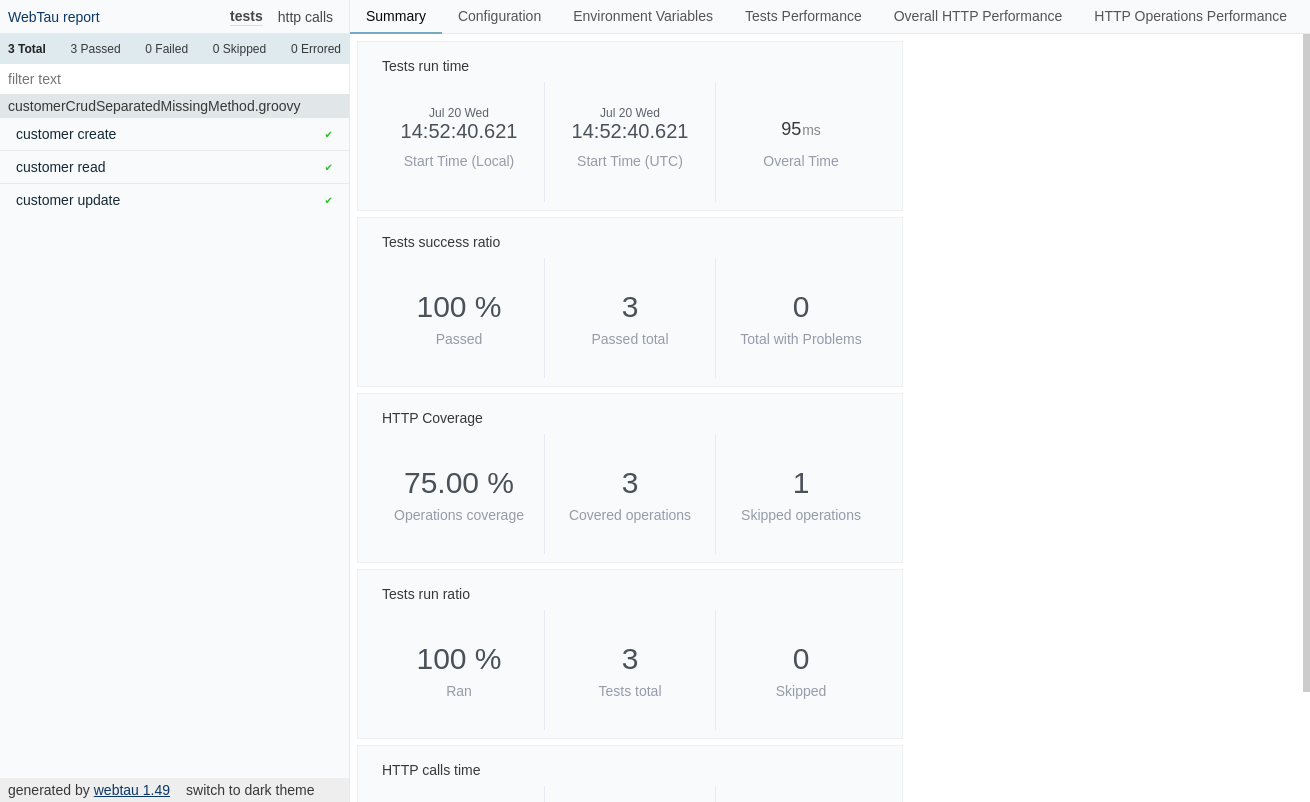 WebTau report tests http calls
3 Total 3 Passed 0 Failed 0 Skipped 0 Errored
filter text
customerCrudSeparatedMissingMethod.groovy
customer create ✔
customer read ✔
customer update ✔
generated by webtau 1.49 switch to dark theme
Summary Configuration Environment Variables Tests Performance Overall HTTP Performance HTTP Operations Performance
Tests run time
Jul 20 Wed Jul 20 Wed
14:52:40.621 14:52:40.621 95ms
Start Time (Local) Start Time (UTC) Overal Time
Tests success ratio
100 % 3 0
Passed Passed total Total with Problems
HTTP Coverage
75.00 % 3 1
Operations coverage Covered operations Skipped operations
Tests run ratio
100 % 3 0
Ran Tests total Skipped
HTTP calls time